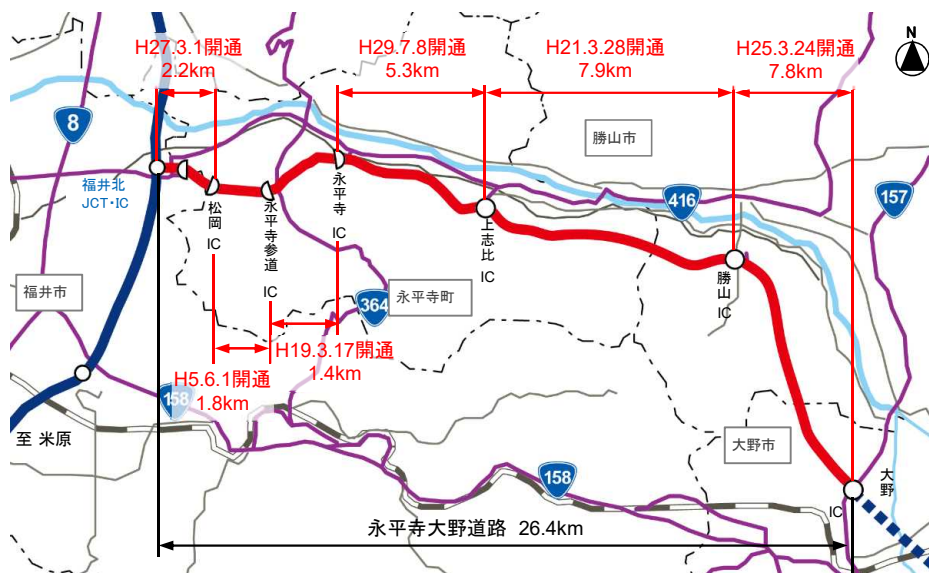 H27.3.1開通
2.2km
H29.7.8開通
5.3km
H21.3.28開通
7.9km
H25.3.24開通
7.8km
N
8
勝山市
416
157
福井北
JCT・IC
松岡 IC
永平寺参道 IC
永平寺 IC
上志比 IC
勝山 IC
福井市
364
永平寺町
H19.3.17開通
1.4km
H5.6.1開通
1.8km
158
至 米原
大野市
大野 IC
158
永平寺大野道路 26.4km